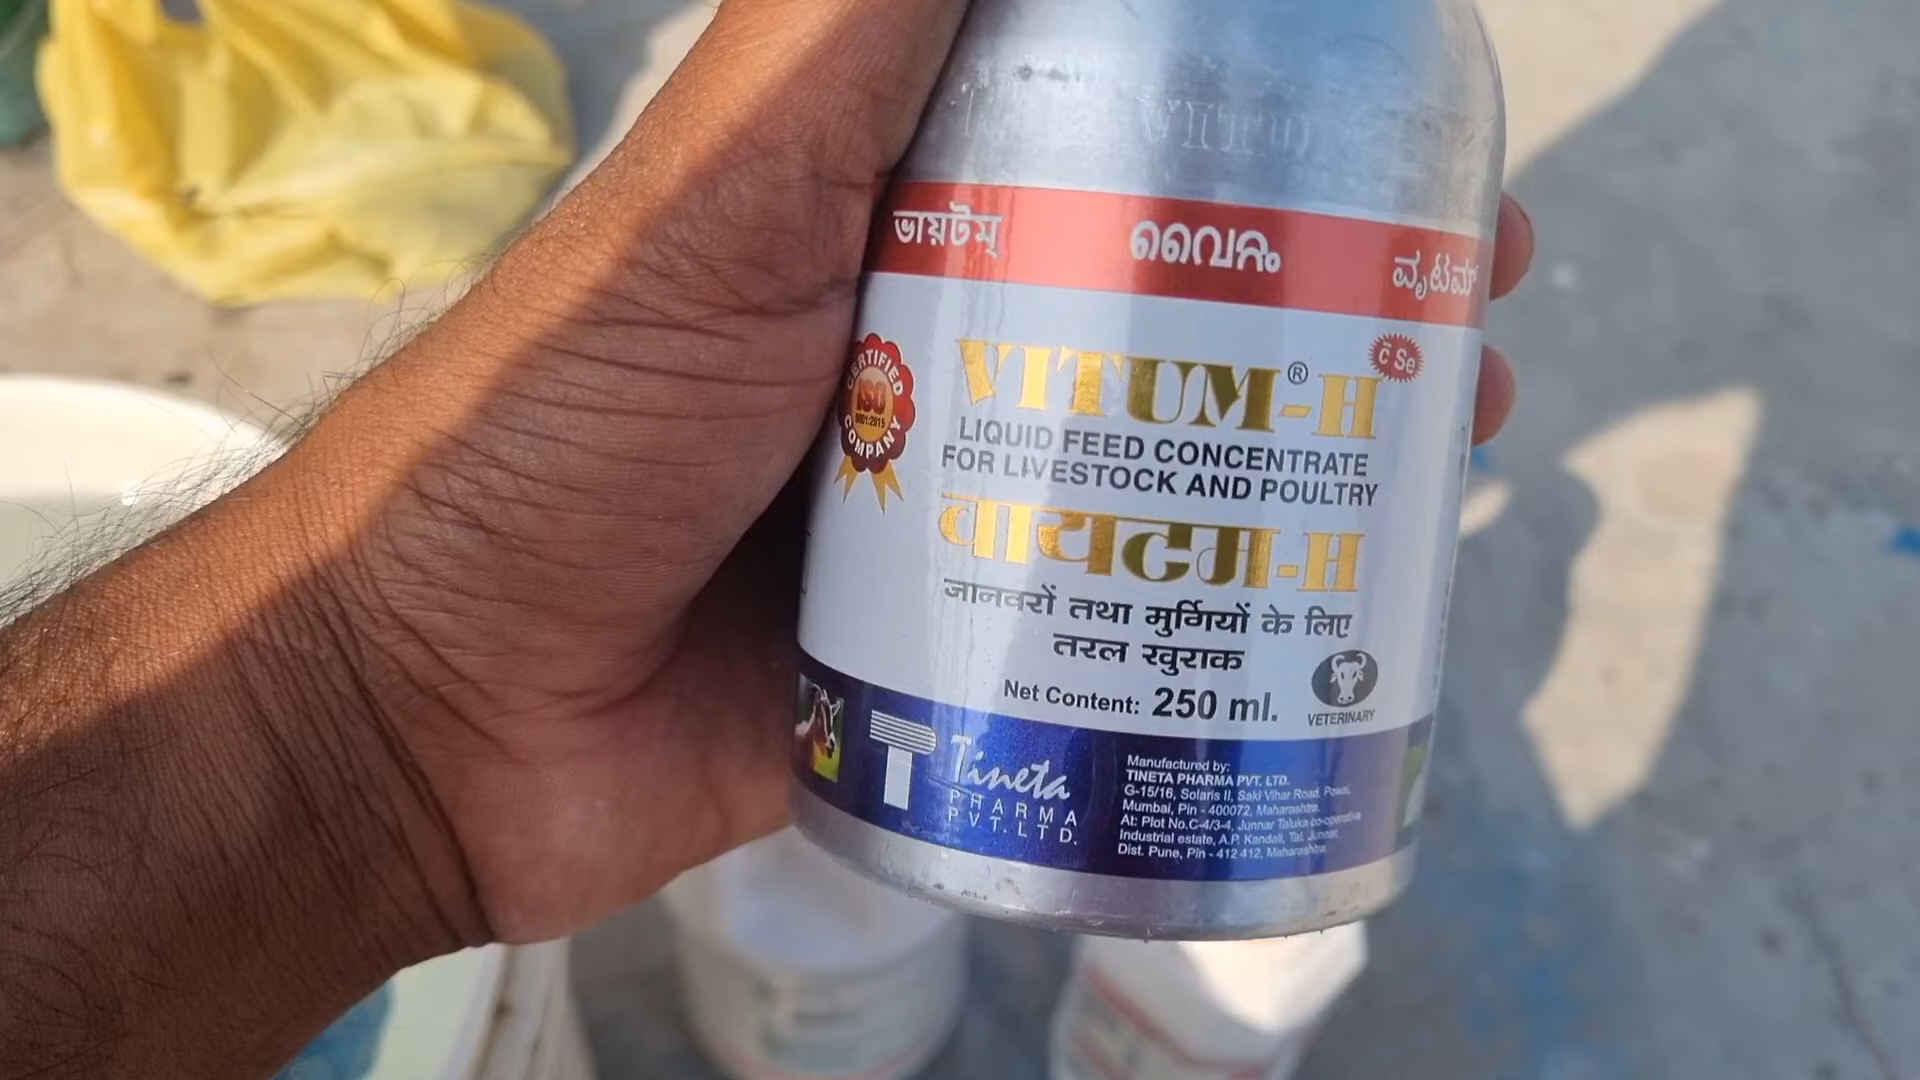 ভায়টম্ വൈറ്റം ವೈಟಮ್
CERTIFIED
ISO
9001:2015
COMPANY
VITUM®-H c̄ Se
LIQUID FEED CONCENTRATE
FOR LIVESTOCK AND POULTRY
वायटम-H
जानवरों तथा मुर्गियों के लिए
तरल खुराक
Net Content: 250 ml.
VETERINARY
Tineta
PHARMA
PVT.LTD.
Manufactured by:
TINETA PHARMA PVT. LTD.
G-15/16, Solaris II, Saki Vihar Road, Powai,
Mumbai, Pin - 400072, Maharashtra.
At: Plot No.C-4/3-4, Junnar Taluka co-operative
Industrial estate, A.P. Kandali, Tal. Junnar,
Dist. Pune, Pin - 412 412, Maharashtra.